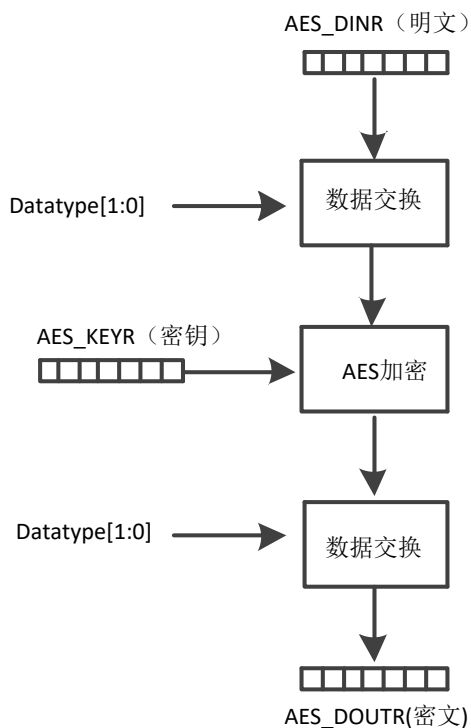 AES_DINR（明文）
数据交换
Datatype[1:0]
AES_KEYR（密钥）
AES加密
Datatype[1:0]
数据交换
AES_DOUTR(密文)